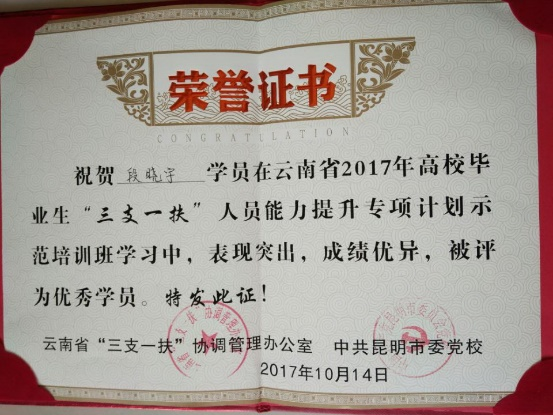 荣誉证书
CONGRATULATION
祝贺 段晓宇 学员在云南省2017年高校毕
业生“三支一扶”人员能力提升专项计划示
范培训班学习中，表现突出，成绩优异，被评
为优秀学员。特发此证！
云南省“三支一扶”协调管理办公室 中共昆明市委党校
2017年10月14日